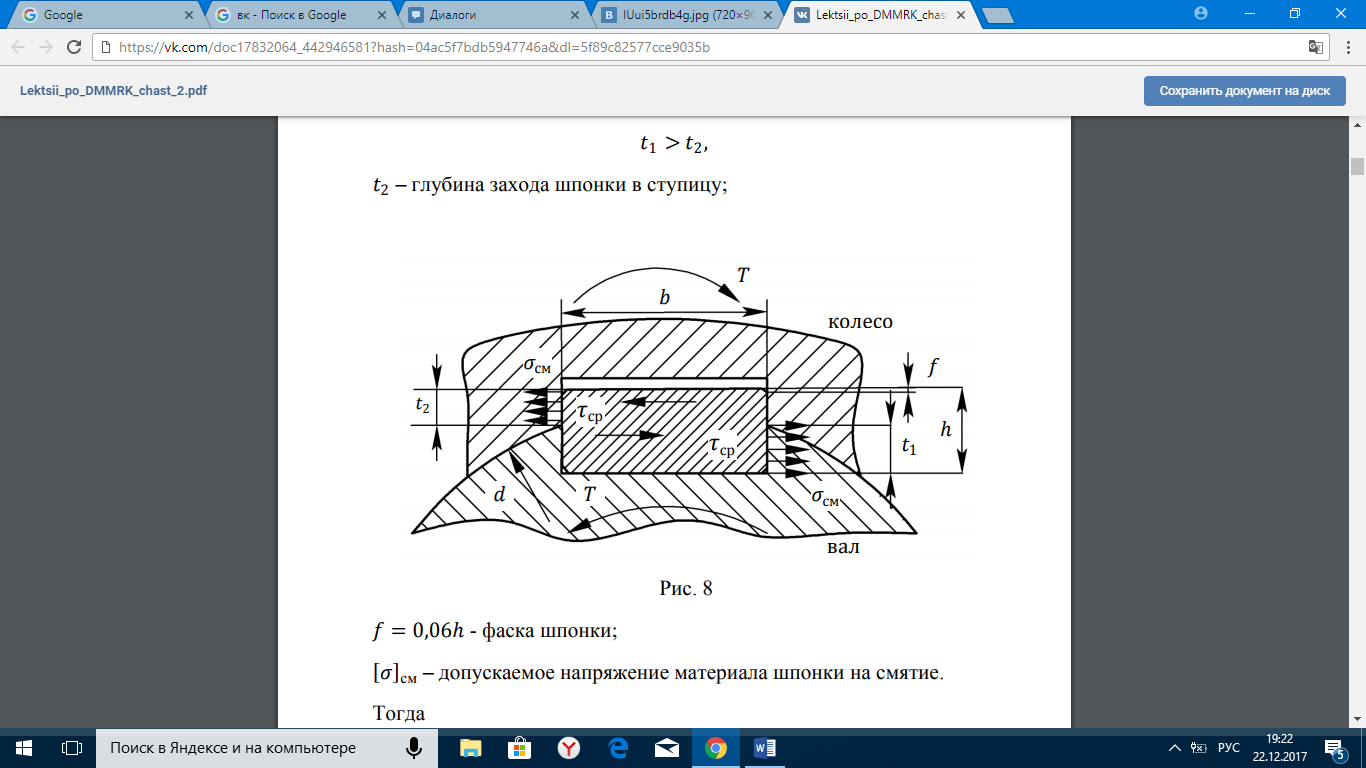 Google
вк - Поиск в Google
Диалоги
lUui5brdb4g.jpg (720×96
Lektsii_po_DMMRK_chast
https://vk.com/doc17832064_442946581?hash=04ac5f7bdb5947746a&dl=5f89c82577cce9035b
Lektsii_po_DMMRK_chast_2.pdf
Сохранить документ на диск
t₁ > t₂,
t₂ – глубина захода шпонки в ступицу;
T
b
колесо
σсм
f
t₂
τср
h
τср
t₁
d
T
σсм
вал
Рис. 8
f = 0,06h - фаска шпонки;
[σ]см – допускаемое напряжение материала шпонки на смятие.
Тогда
Поиск в Яндексе и на компьютере
РУС
19:22
22.12.2017
5